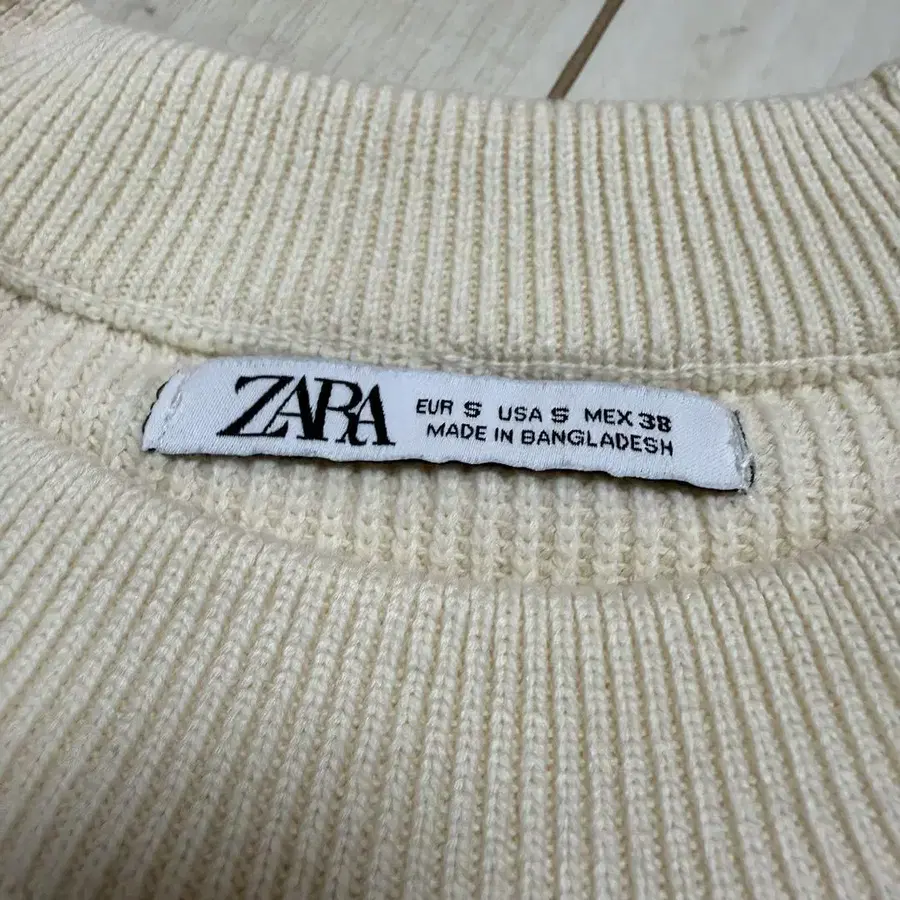 ZARA
EUR S USA S MEX 38
MADE IN BANGLADESH